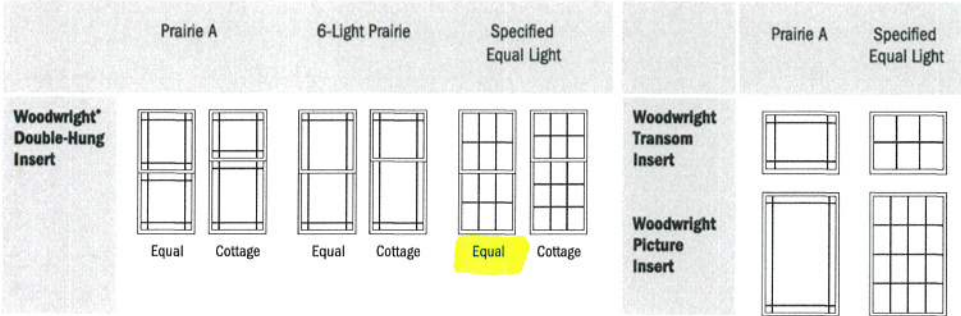 Prairie A
6-Light Prairie
Specified
Equal Light
Woodwright*
Double-Hung
Insert
Equal
Cottage
Equal
Cottage
Equal
Cottage
Prairie A
Specified
Equal Light
Woodwright
Transom
Insert
Woodwright
Picture
Insert